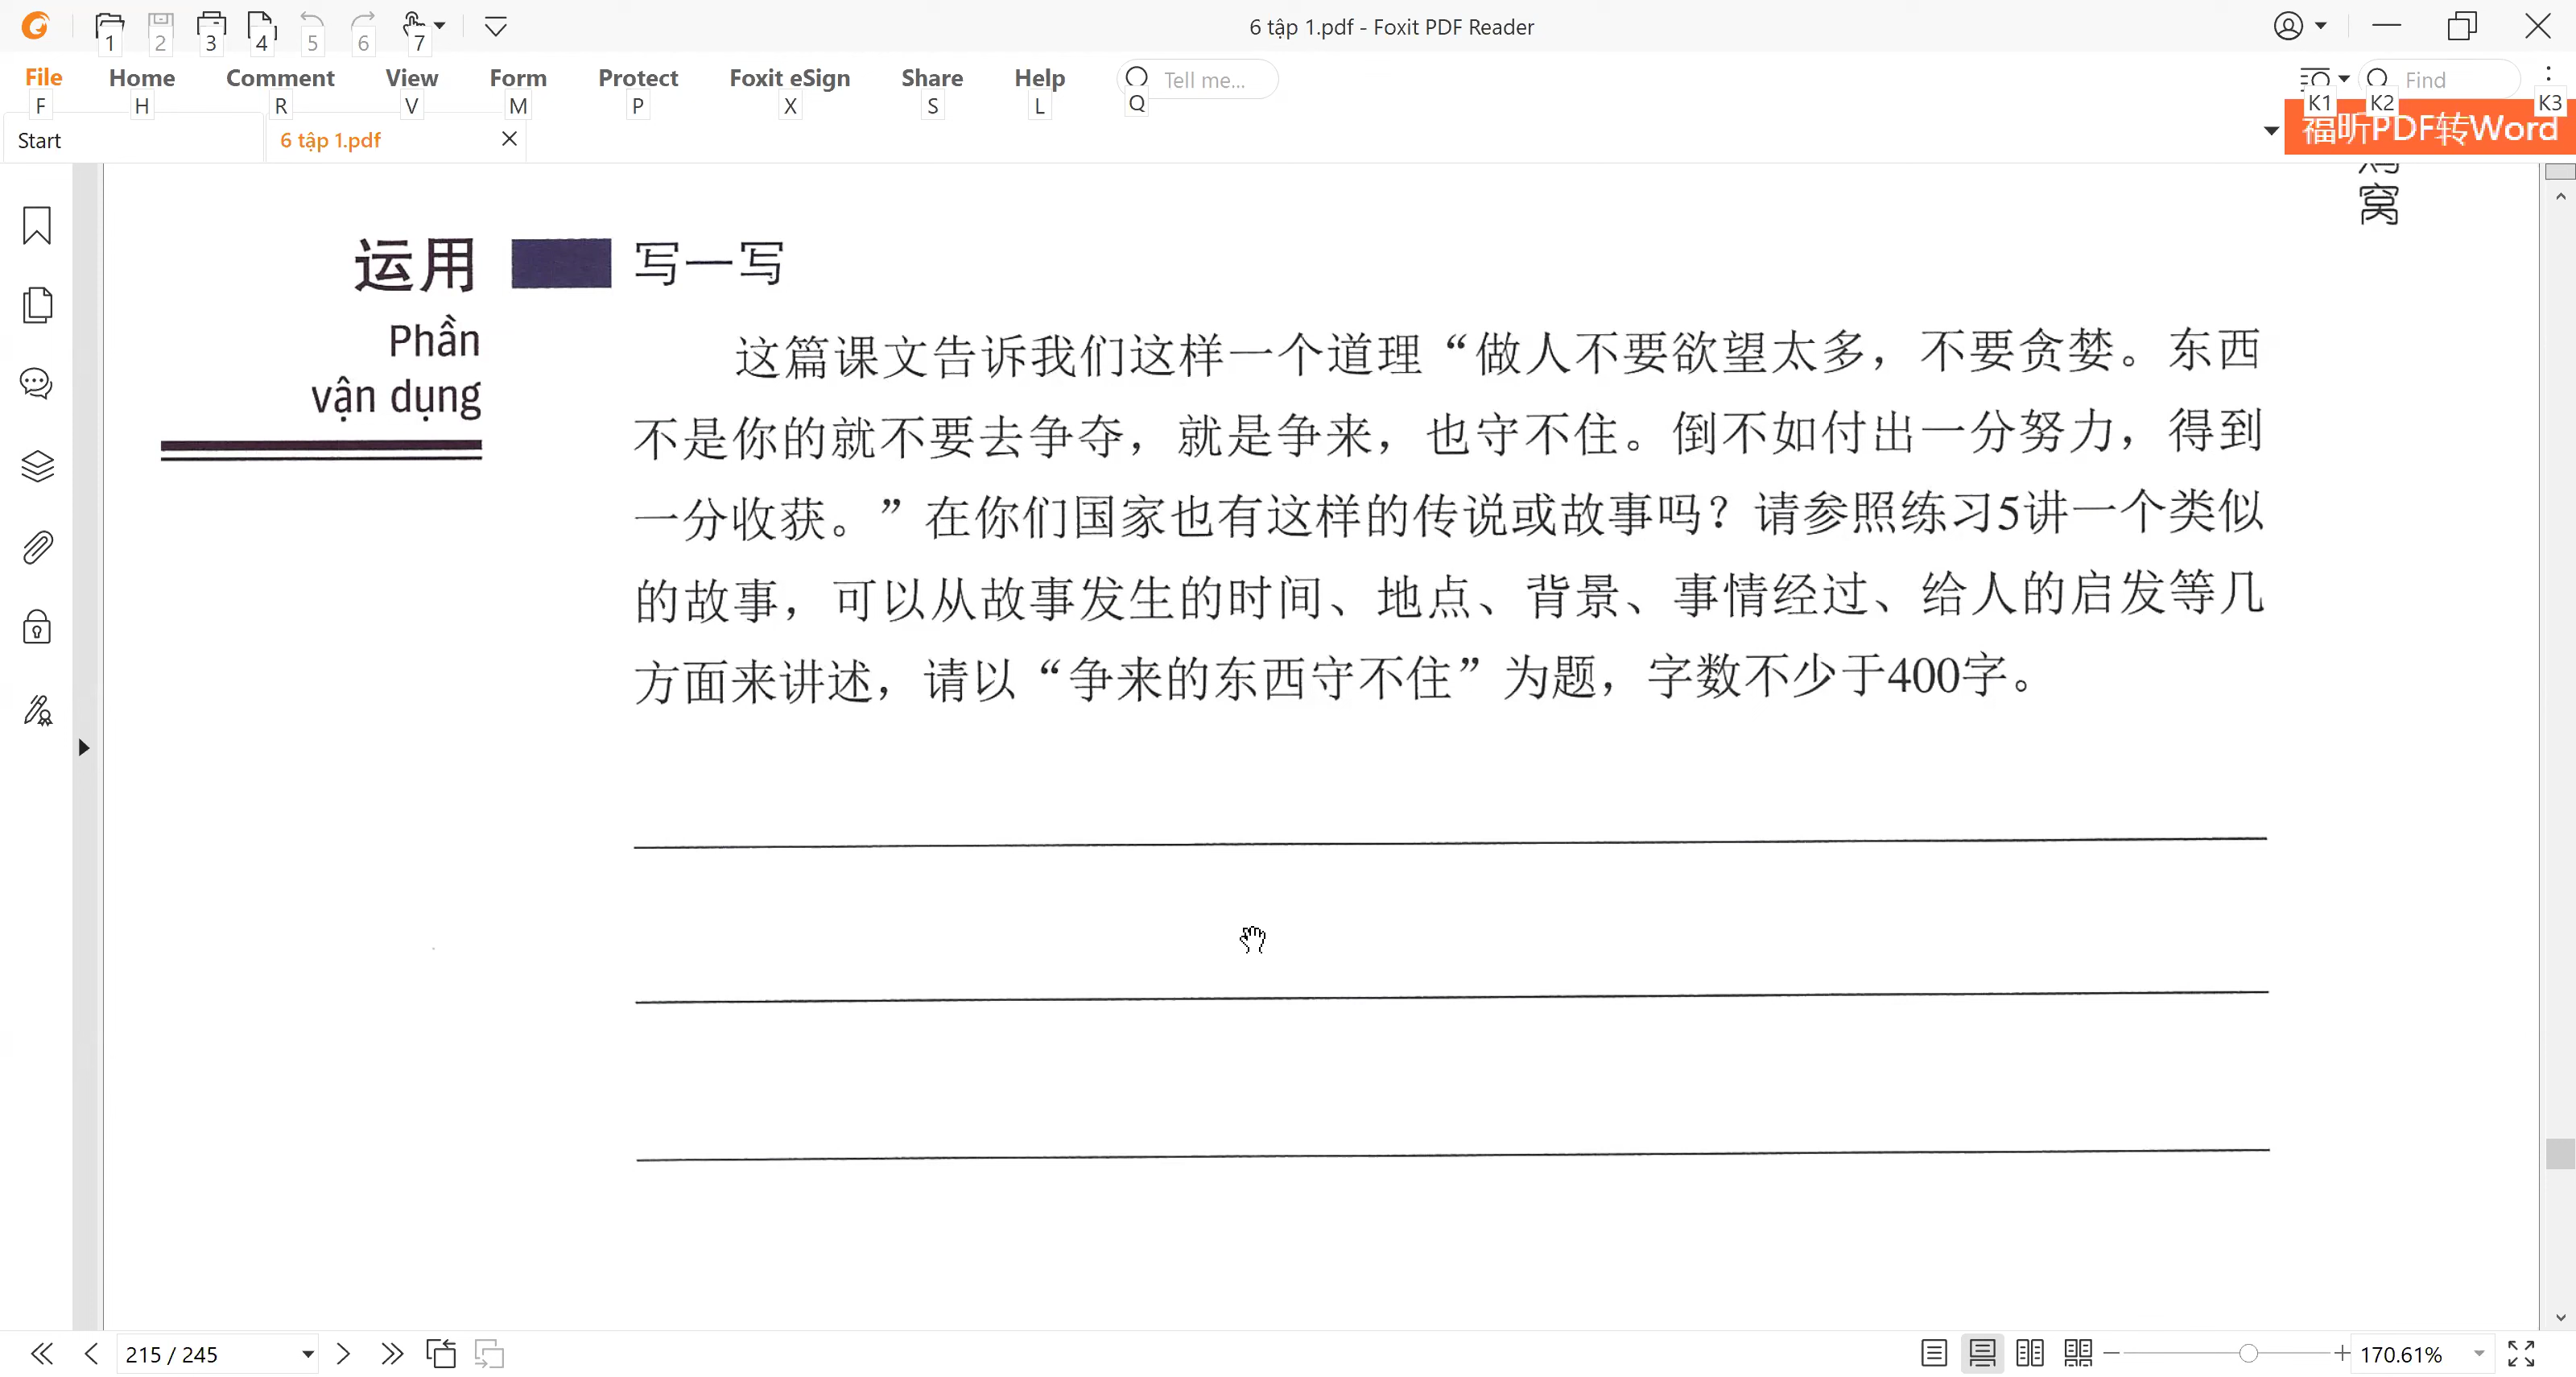 6 tập 1.pdf - Foxit PDF Reader
1 2 3 4 5 6 7
File Home Comment View Form Protect Foxit eSign Share Help Tell me... Find
F H R V M P X S L Q K1 K2 K3
Start 6 tập 1.pdf 福昕PDF转Word
窝
运用 写一写
Phần
vận dụng
这篇课文告诉我们这样一个道理“做人不要欲望太多，不要贪婪。东西
不是你的就不要去争夺，就是争来，也守不住。倒不如付出一分努力，得到
一分收获。”在你们国家也有这样的传说或故事吗？请参照练习5讲一个类似
的故事，可以从故事发生的时间、地点、背景、事情经过、给人的启发等几
方面来讲述，请以“争来的东西守不住”为题，字数不少于400字。
215 / 245 170.61%